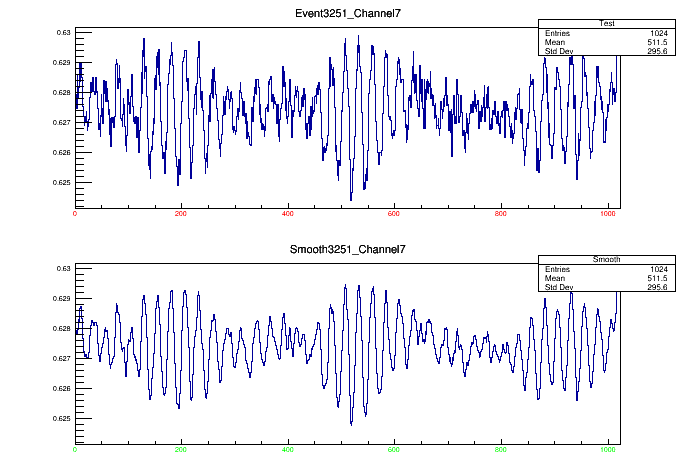 Event3251_Channel7
Test
Entries 1024
Mean 511.5
Std Dev 295.6
0.63
0.629
0.628
0.627
0.626
0.625
0 200 400 600 800 1000
Smooth3251_Channel7
Smooth
Entries 1024
Mean 511.5
Std Dev 295.6
0.63
0.629
0.628
0.627
0.626
0.625
0 200 400 600 800 1000